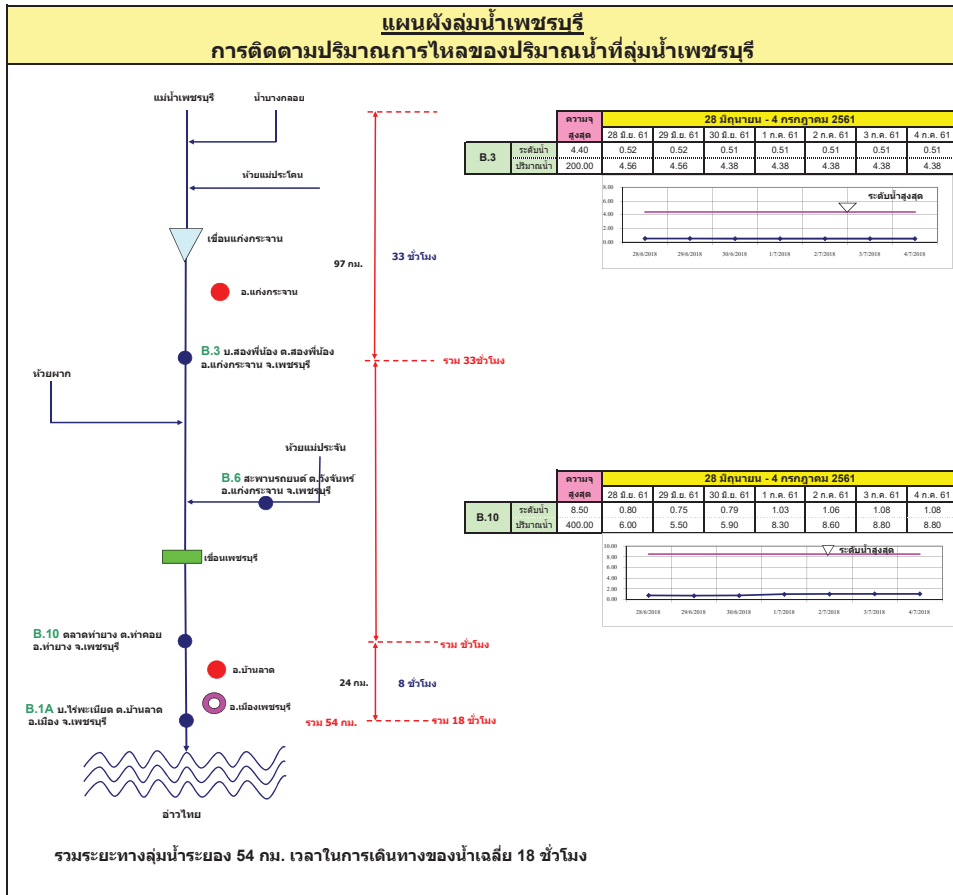 แผนผังลุ่มน้ำเพชรบุรี
การติดตามปริมาณการไหลของปริมาณน้ำที่ลุ่มน้ำเพชรบุรี
แม่น้ำเพชรบุรี
น้ำบางกลอย
ห้วยแม่ประโดน
เขื่อนแก่งกระจาน
97 กม.
33 ชั่วโมง
อ.แก่งกระจาน
B.3 บ.สองพี่น้อง ต.สองพี่น้อง
อ.แก่งกระจาน จ.เพชรบุรี
รวม 33ชั่วโมง
ห้วยผาก
ห้วยแม่ประจัน
B.6 สะพานรถยนต์ ต.วังจันทร์
อ.แก่งกระจาน จ.เพชรบุรี
เขื่อนเพชรบุรี
B.10 ตลาดท่ายาง ต.ท่าคอย
อ.ท่ายาง จ.เพชรบุรี
รวม ชั่วโมง
อ.บ้านลาด
24 กม.
8 ชั่วโมง
อ.เมืองเพชรบุรี
B.1A บ.ไร่พะเนียด ต.บ้านลาด
อ.เมือง จ.เพชรบุรี
รวม 54 กม.
รวม 18 ชั่วโมง
อ่าวไทย
รวมระยะทางลุ่มน้ำระยอง 54 กม. เวลาในการเดินทางของน้ำเฉลี่ย 18 ชั่วโมง
ความจุ 28 มิถุนายน - 4 กรกฎาคม 2561
สูงสุด 28 มิ.ย. 61 29 มิ.ย. 61 30 มิ.ย. 61 1 ก.ค. 61 2 ก.ค. 61 3 ก.ค. 61 4 ก.ค. 61
B.3
ระดับน้ำ 4.40 0.52 0.52 0.51 0.51 0.51 0.51 0.51
ปริมาณน้ำ 200.00 4.56 4.56 4.38 4.38 4.38 4.38 4.38
8.00
6.00
4.00
2.00
0.00
ระดับน้ำสูงสุด
28/6/2018 29/6/2018 30/6/2018 1/7/2018 2/7/2018 3/7/2018 4/7/2018
ความจุ 28 มิถุนายน - 4 กรกฎาคม 2561
สูงสุด 28 มิ.ย. 61 29 มิ.ย. 61 30 มิ.ย. 61 1 ก.ค. 61 2 ก.ค. 61 3 ก.ค. 61 4 ก.ค. 61
B.10
ระดับน้ำ 8.50 0.80 0.75 0.79 1.03 1.06 1.08 1.08
ปริมาณน้ำ 400.00 6.00 5.50 5.90 8.30 8.60 8.80 8.80
10.00
8.00
6.00
4.00
2.00
0.00
ระดับน้ำสูงสุด
28/6/2018 29/6/2018 30/6/2018 1/7/2018 2/7/2018 3/7/2018 4/7/2018